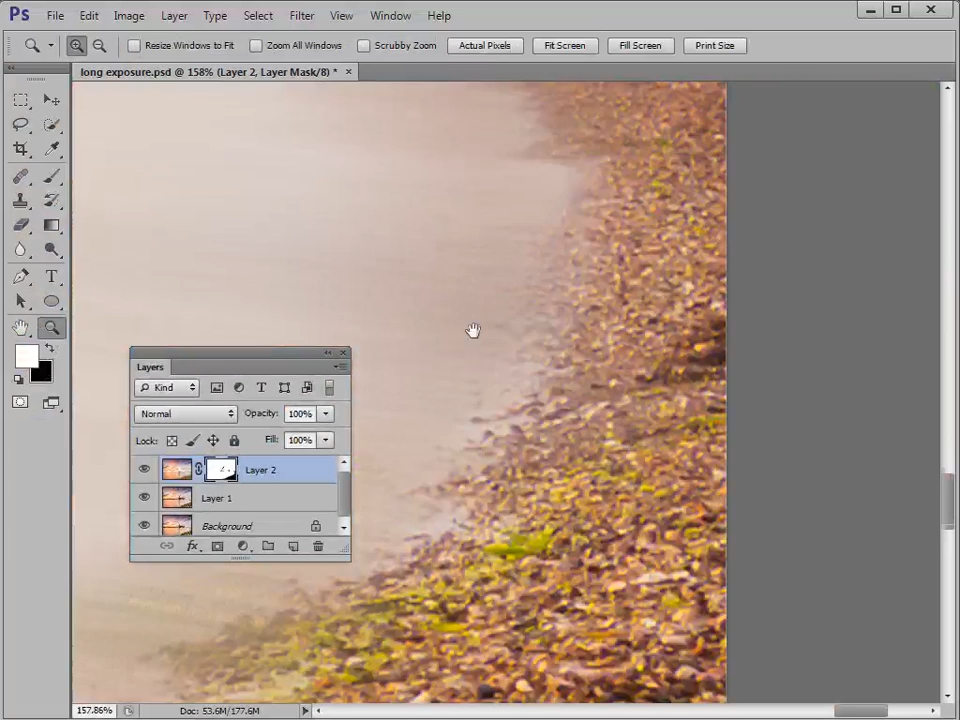 Ps File Edit Image Layer Type Select Filter View Window Help
Resize Windows to Fit Zoom All Windows Scrubby Zoom Actual Pixels Fit Screen Fill Screen Print Size
long exposure.psd @ 158% (Layer 2, Layer Mask/8) *
Layers
Kind
Normal Opacity: 100%
Lock: Fill: 100%
Layer 2
Layer 1
Background
fx
157.86% Doc: 53.6M/177.6M